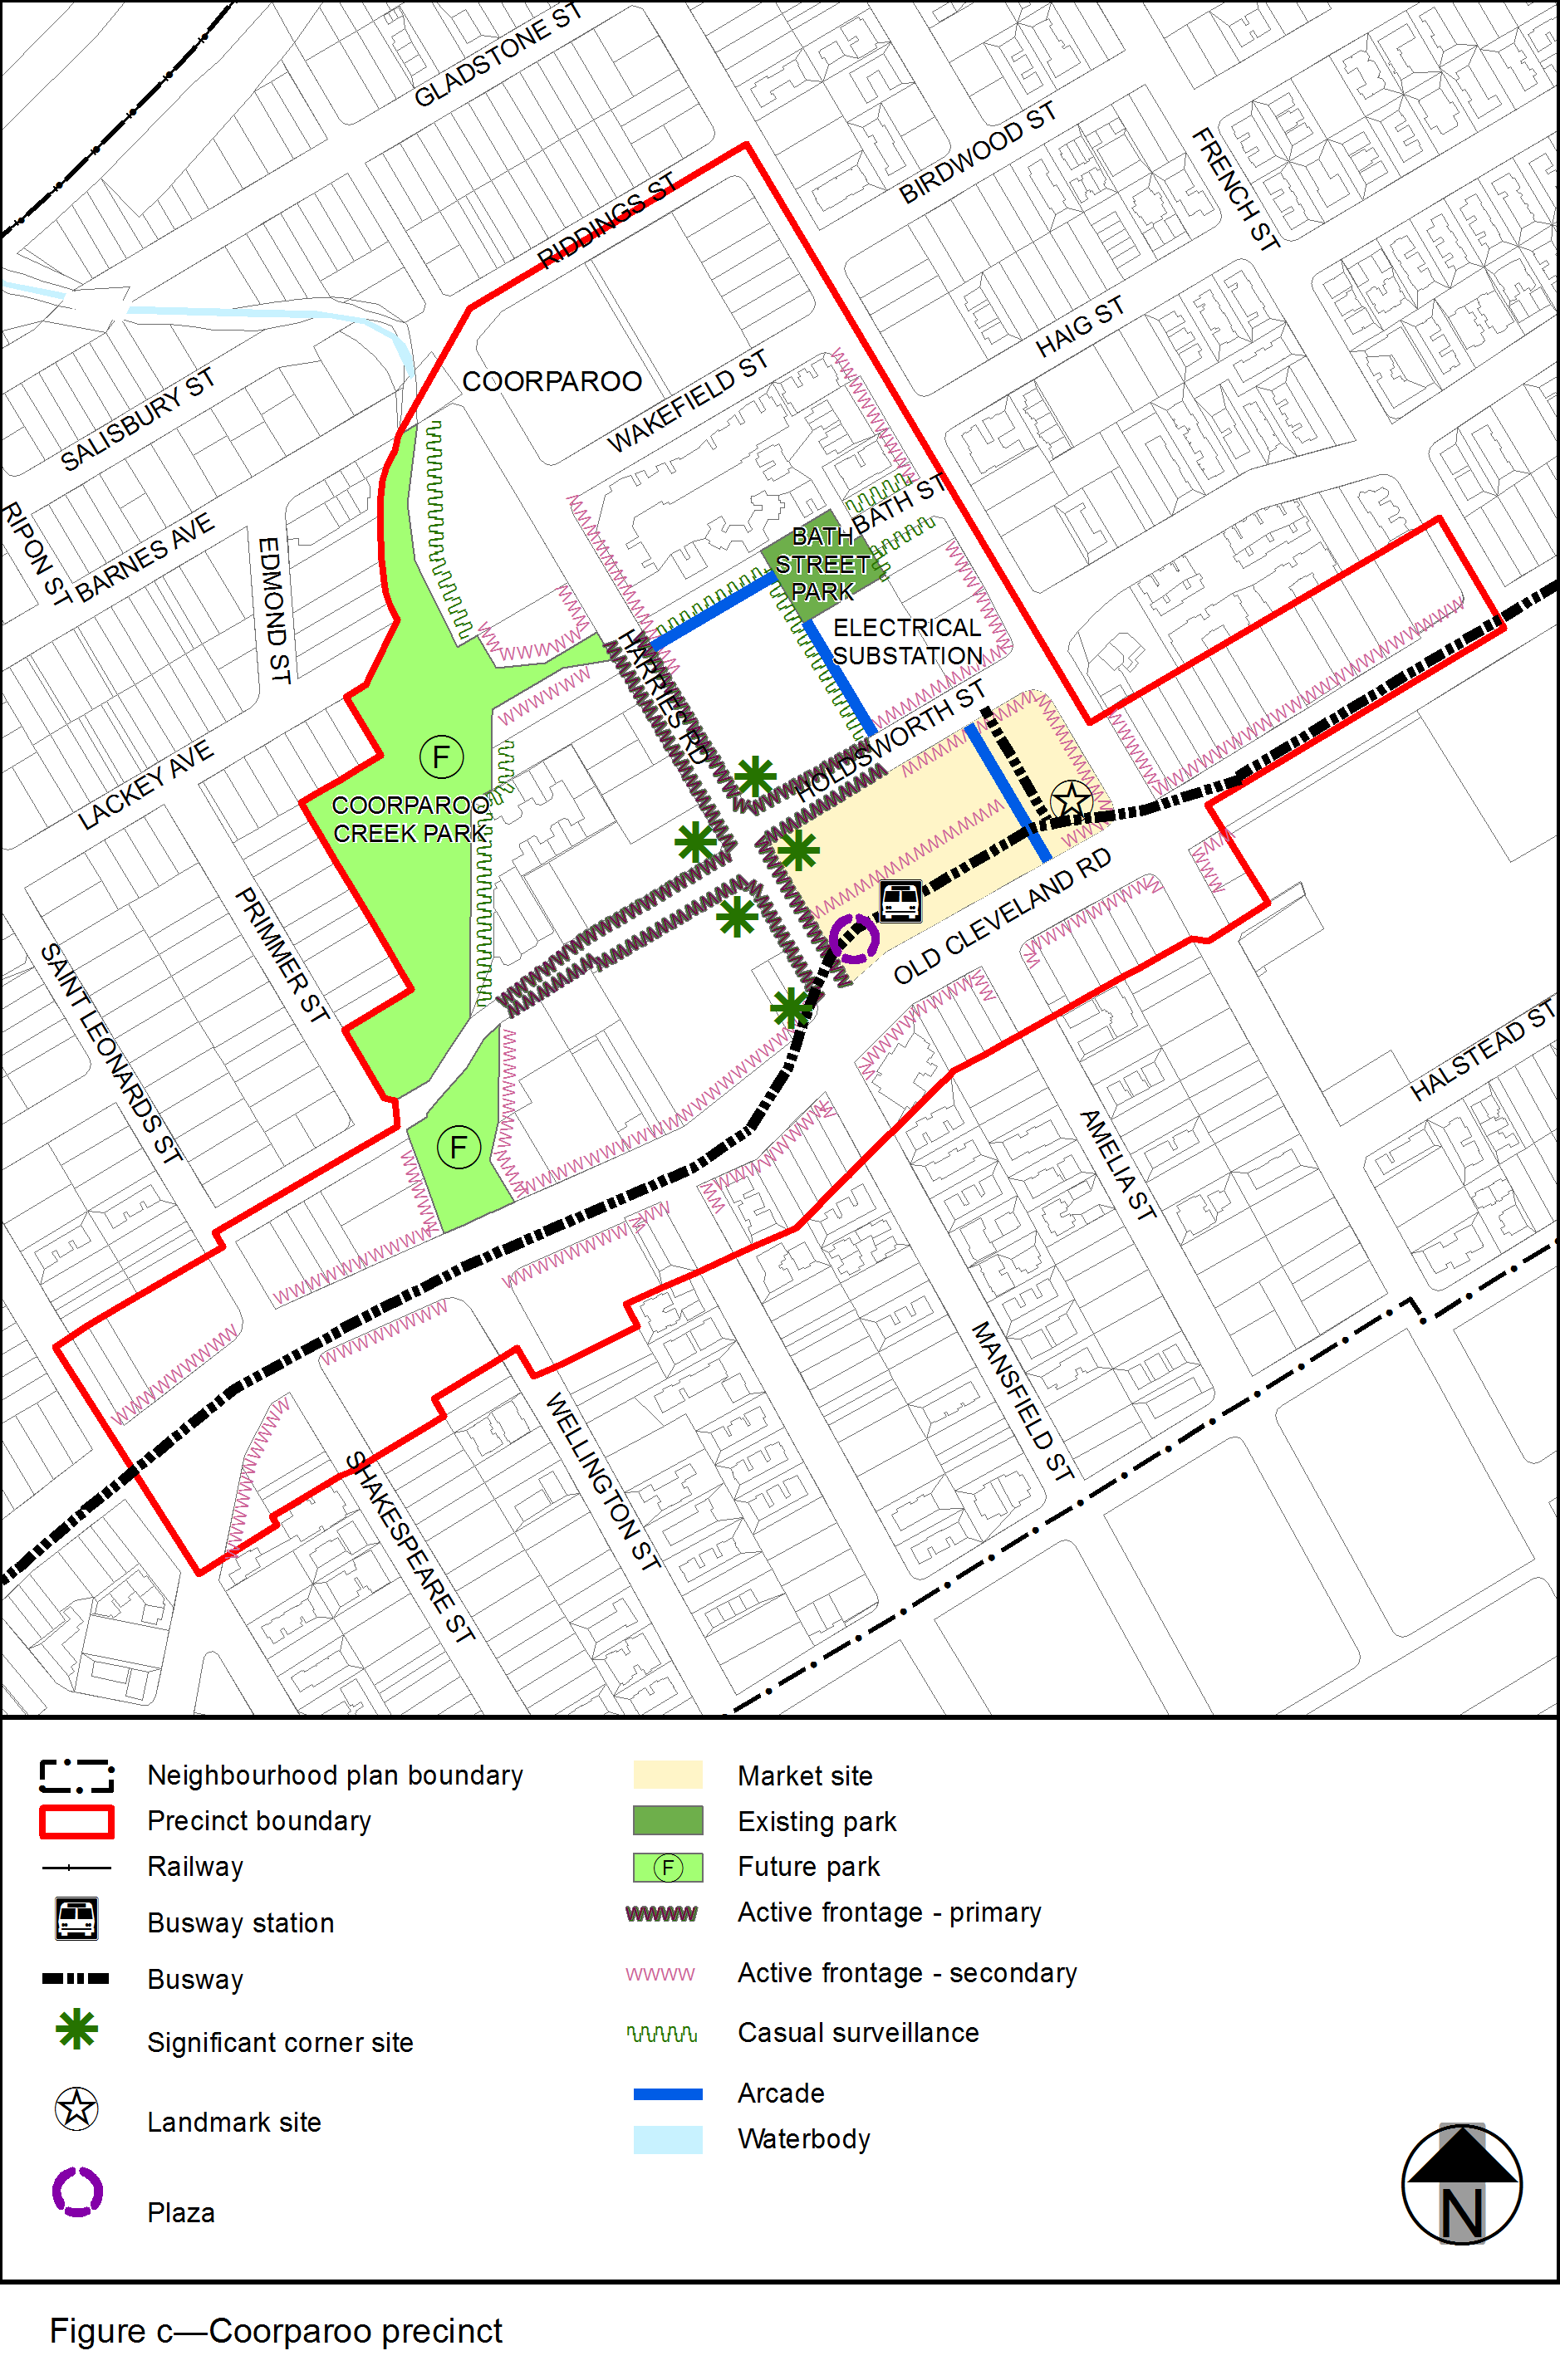 GLADSTONE ST
BIRDWOOD ST
FRENCH ST
RIDDINGS ST
HAIG ST
COORPAROO
WAKEFIELD ST
SALISBURY ST
BATH ST
RIPON ST
BARNES AVE
EDMOND ST
BATH
STREET
PARK
ELECTRICAL
SUBSTATION
HARRIES RD
HOLDSWORTH ST
LACKEY AVE
F
COORPAROO
CREEK PARK
OLD CLEVELAND RD
PRIMMER ST
SAINT LEONARDS ST
HALSTEAD ST
F
AMELIA ST
MANSFIELD ST
WELLINGTON ST
SHAKESPEARE ST
Neighbourhood plan boundary
Precinct boundary
Railway
Busway station
Busway
Significant corner site
Landmark site
Plaza
Market site
Existing park
F
Future park
Active frontage - primary
Active frontage - secondary
Casual surveillance
Arcade
Waterbody
N
Figure c—Coorparoo precinct